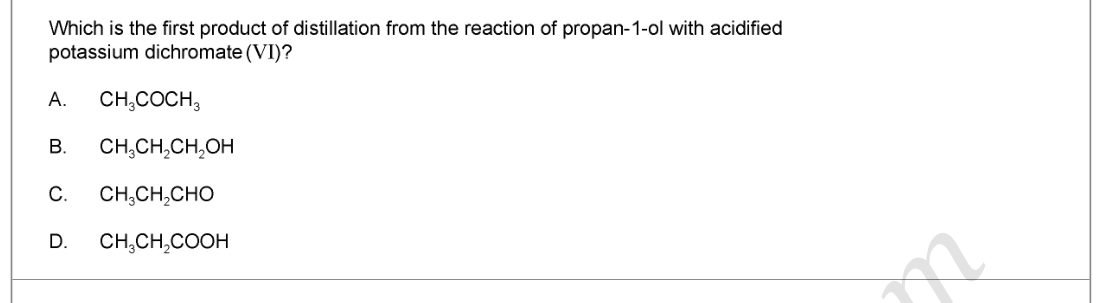 Which is the first product of distillation from the reaction of propan-1-ol with acidified
potassium dichromate (VI)?
A. CH₃COCH₃
B. CH₃CH₂CH₂OH
C. CH₃CH₂CHO
D. CH₃CH₂COOH
m